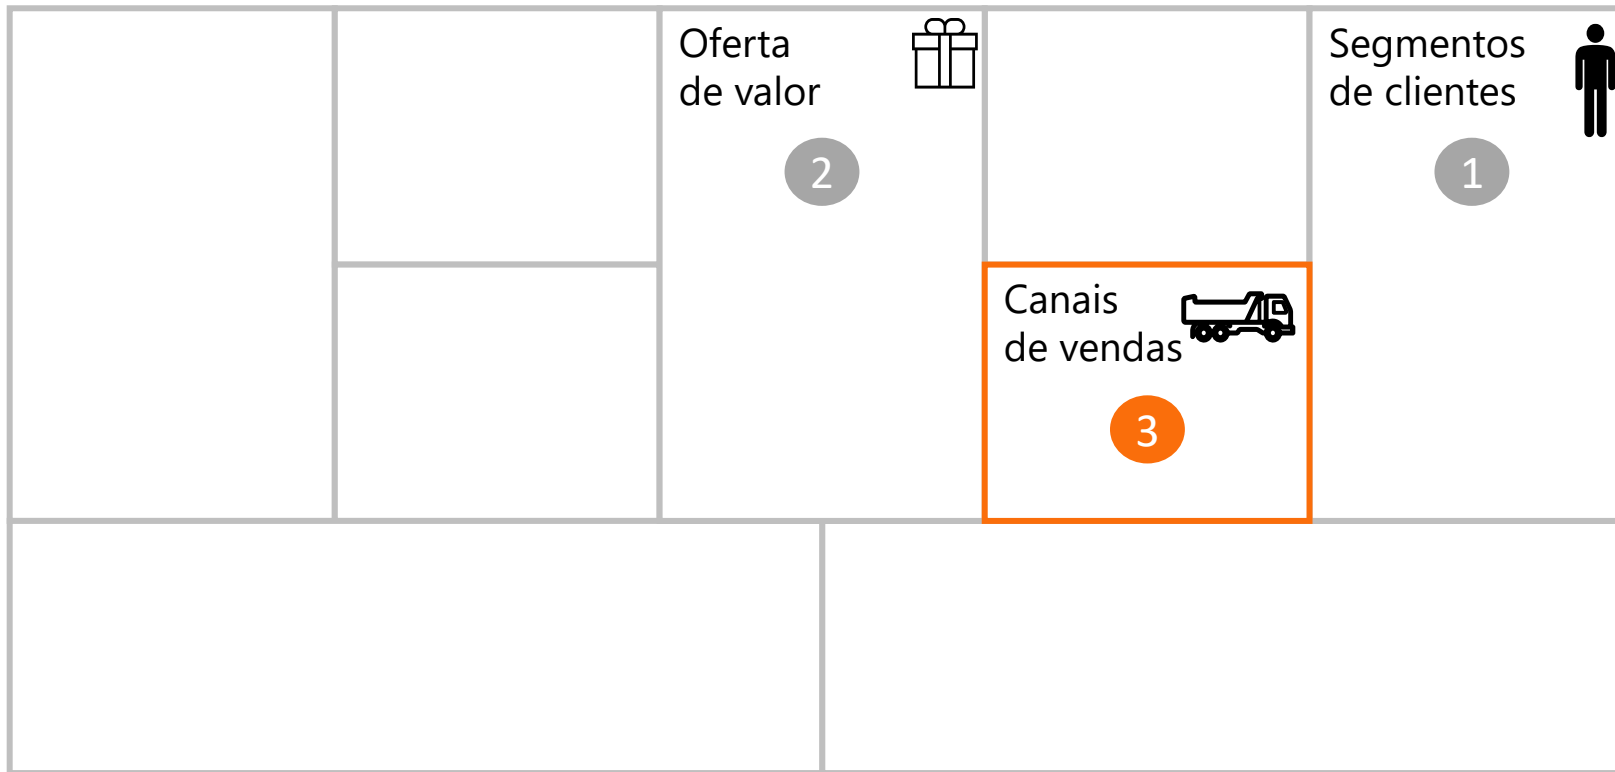 Oferta
de valor
2
Segmentos
de clientes
1
Canais
de vendas
3